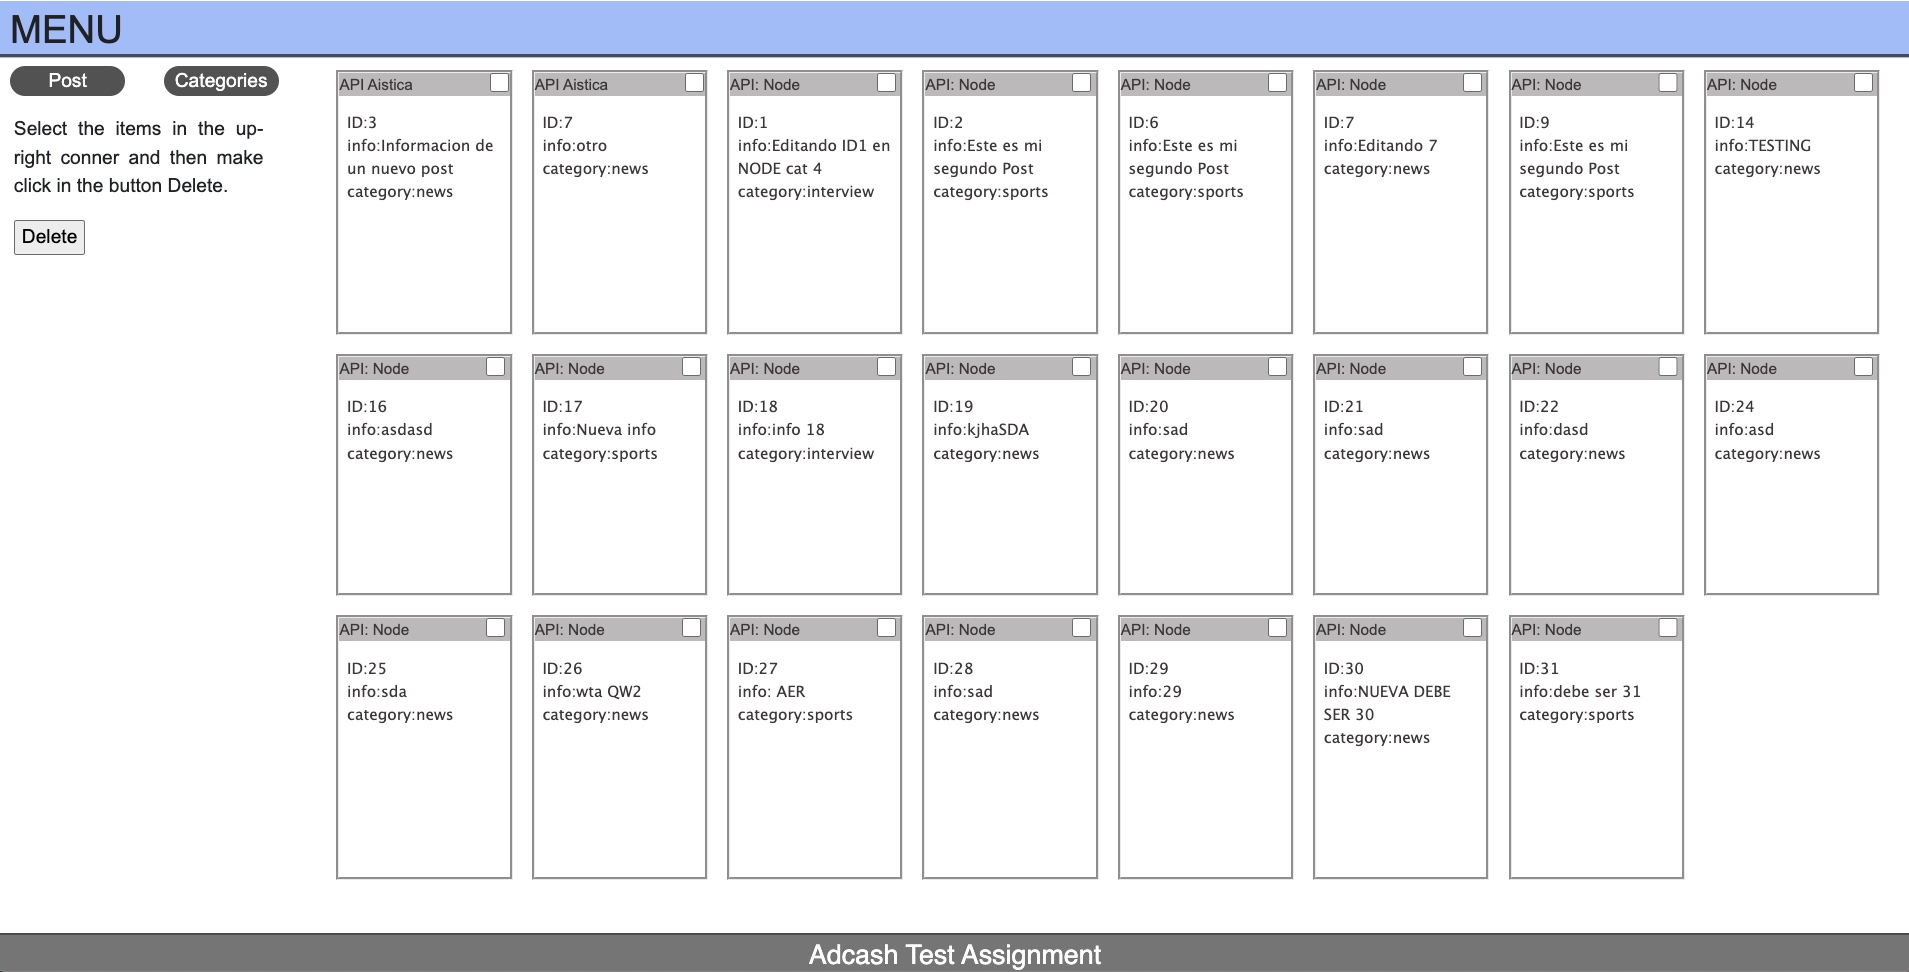 MENU
Post
Categories
Select the items in the up-
right conner and then make
click in the button Delete.
Delete
API Aistica
ID:3
info:Informacion de
un nuevo post
category:news
API Aistica
ID:7
info:otro
category:news
API: Node
ID:1
info:Editando ID1 en
NODE cat 4
category:interview
API: Node
ID:2
info:Este es mi
segundo Post
category:sports
API: Node
ID:6
info:Este es mi
segundo Post
category:sports
API: Node
ID:7
info:Editando 7
category:news
API: Node
ID:9
info:Este es mi
segundo Post
category:sports
API: Node
ID:14
info:TESTING
category:news
API: Node
ID:16
info:asdasd
category:news
API: Node
ID:17
info:Nueva info
category:sports
API: Node
ID:18
info:info 18
category:interview
API: Node
ID:19
info:kjhaSDA
category:news
API: Node
ID:20
info:sad
category:news
API: Node
ID:21
info:sad
category:news
API: Node
ID:22
info:dasd
category:news
API: Node
ID:24
info:asd
category:news
API: Node
ID:25
info:sda
category:news
API: Node
ID:26
info:wta QW2
category:news
API: Node
ID:27
info: AER
category:sports
API: Node
ID:28
info:sad
category:news
API: Node
ID:29
info:29
category:news
API: Node
ID:30
info:NUEVA DEBE
SER 30
category:news
API: Node
ID:31
info:debe ser 31
category:sports
Adcash Test Assignment